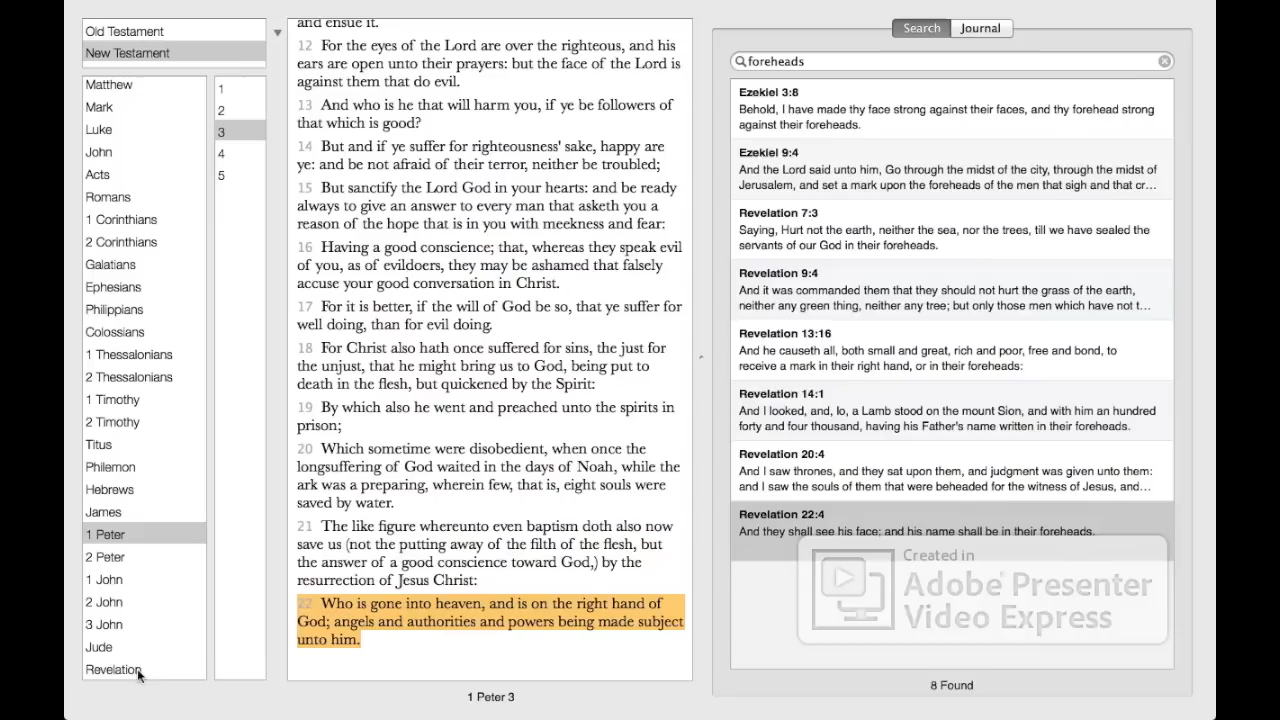 Old Testament
New Testament
Matthew
Mark
Luke
John
Acts
Romans
1 Corinthians
2 Corinthians
Galatians
Ephesians
Philippians
Colossians
1 Thessalonians
2 Thessalonians
1 Timothy
2 Timothy
Titus
Philemon
Hebrews
James
1 Peter
2 Peter
1 John
2 John
3 John
Jude
Revelation
1
2
3
4
5
and ensue it.
12 For the eyes of the Lord are over the righteous, and his
ears are open unto their prayers: but the face of the Lord is
against them that do evil.
13 And who is he that will harm you, if ye be followers of
that which is good?
14 But and if ye suffer for righteousness' sake, happy are
ye: and be not afraid of their terror, neither be troubled;
15 But sanctify the Lord God in your hearts: and be ready
always to give an answer to every man that asketh you a
reason of the hope that is in you with meekness and fear:
16 Having a good conscience; that, whereas they speak evil
of you, as of evildoers, they may be ashamed that falsely
accuse your good conversation in Christ.
17 For it is better, if the will of God be so, that ye suffer for
well doing, than for evil doing.
18 For Christ also hath once suffered for sins, the just for
the unjust, that he might bring us to God, being put to
death in the flesh, but quickened by the Spirit:
19 By which also he went and preached unto the spirits in
prison;
20 Which sometime were disobedient, when once the
longsuffering of God waited in the days of Noah, while the
ark was a preparing, wherein few, that is, eight souls were
saved by water.
21 The like figure whereunto even baptism doth also now
save us (not the putting away of the filth of the flesh, but
the answer of a good conscience toward God,) by the
resurrection of Jesus Christ:
22 Who is gone into heaven, and is on the right hand of
God; angels and authorities and powers being made subject
unto him.
1 Peter 3
Search Journal
foreheads
Ezekiel 3:8
Behold, I have made thy face strong against their faces, and thy forehead strong
against their foreheads.
Ezekiel 9:4
And the Lord said unto him, Go through the midst of the city, through the midst of
Jerusalem, and set a mark upon the foreheads of the men that sigh and that cr...
Revelation 7:3
Saying, Hurt not the earth, neither the sea, nor the trees, till we have sealed the
servants of our God in their foreheads.
Revelation 9:4
And it was commanded them that they should not hurt the grass of the earth,
neither any green thing, neither any tree; but only those men which have not t...
Revelation 13:16
And he causeth all, both small and great, rich and poor, free and bond, to
receive a mark in their right hand, or in their foreheads:
Revelation 14:1
And I looked, and, lo, a Lamb stood on the mount Sion, and with him an hundred
forty and four thousand, having his Father's name written in their foreheads.
Revelation 20:4
And I saw thrones, and they sat upon them, and judgment was given unto them:
and I saw the souls of them that were beheaded for the witness of Jesus, and...
Revelation 22:4
And they shall see his face; and his name shall be in their foreheads.
Created in
Adobe Presenter
Video Express
8 Found